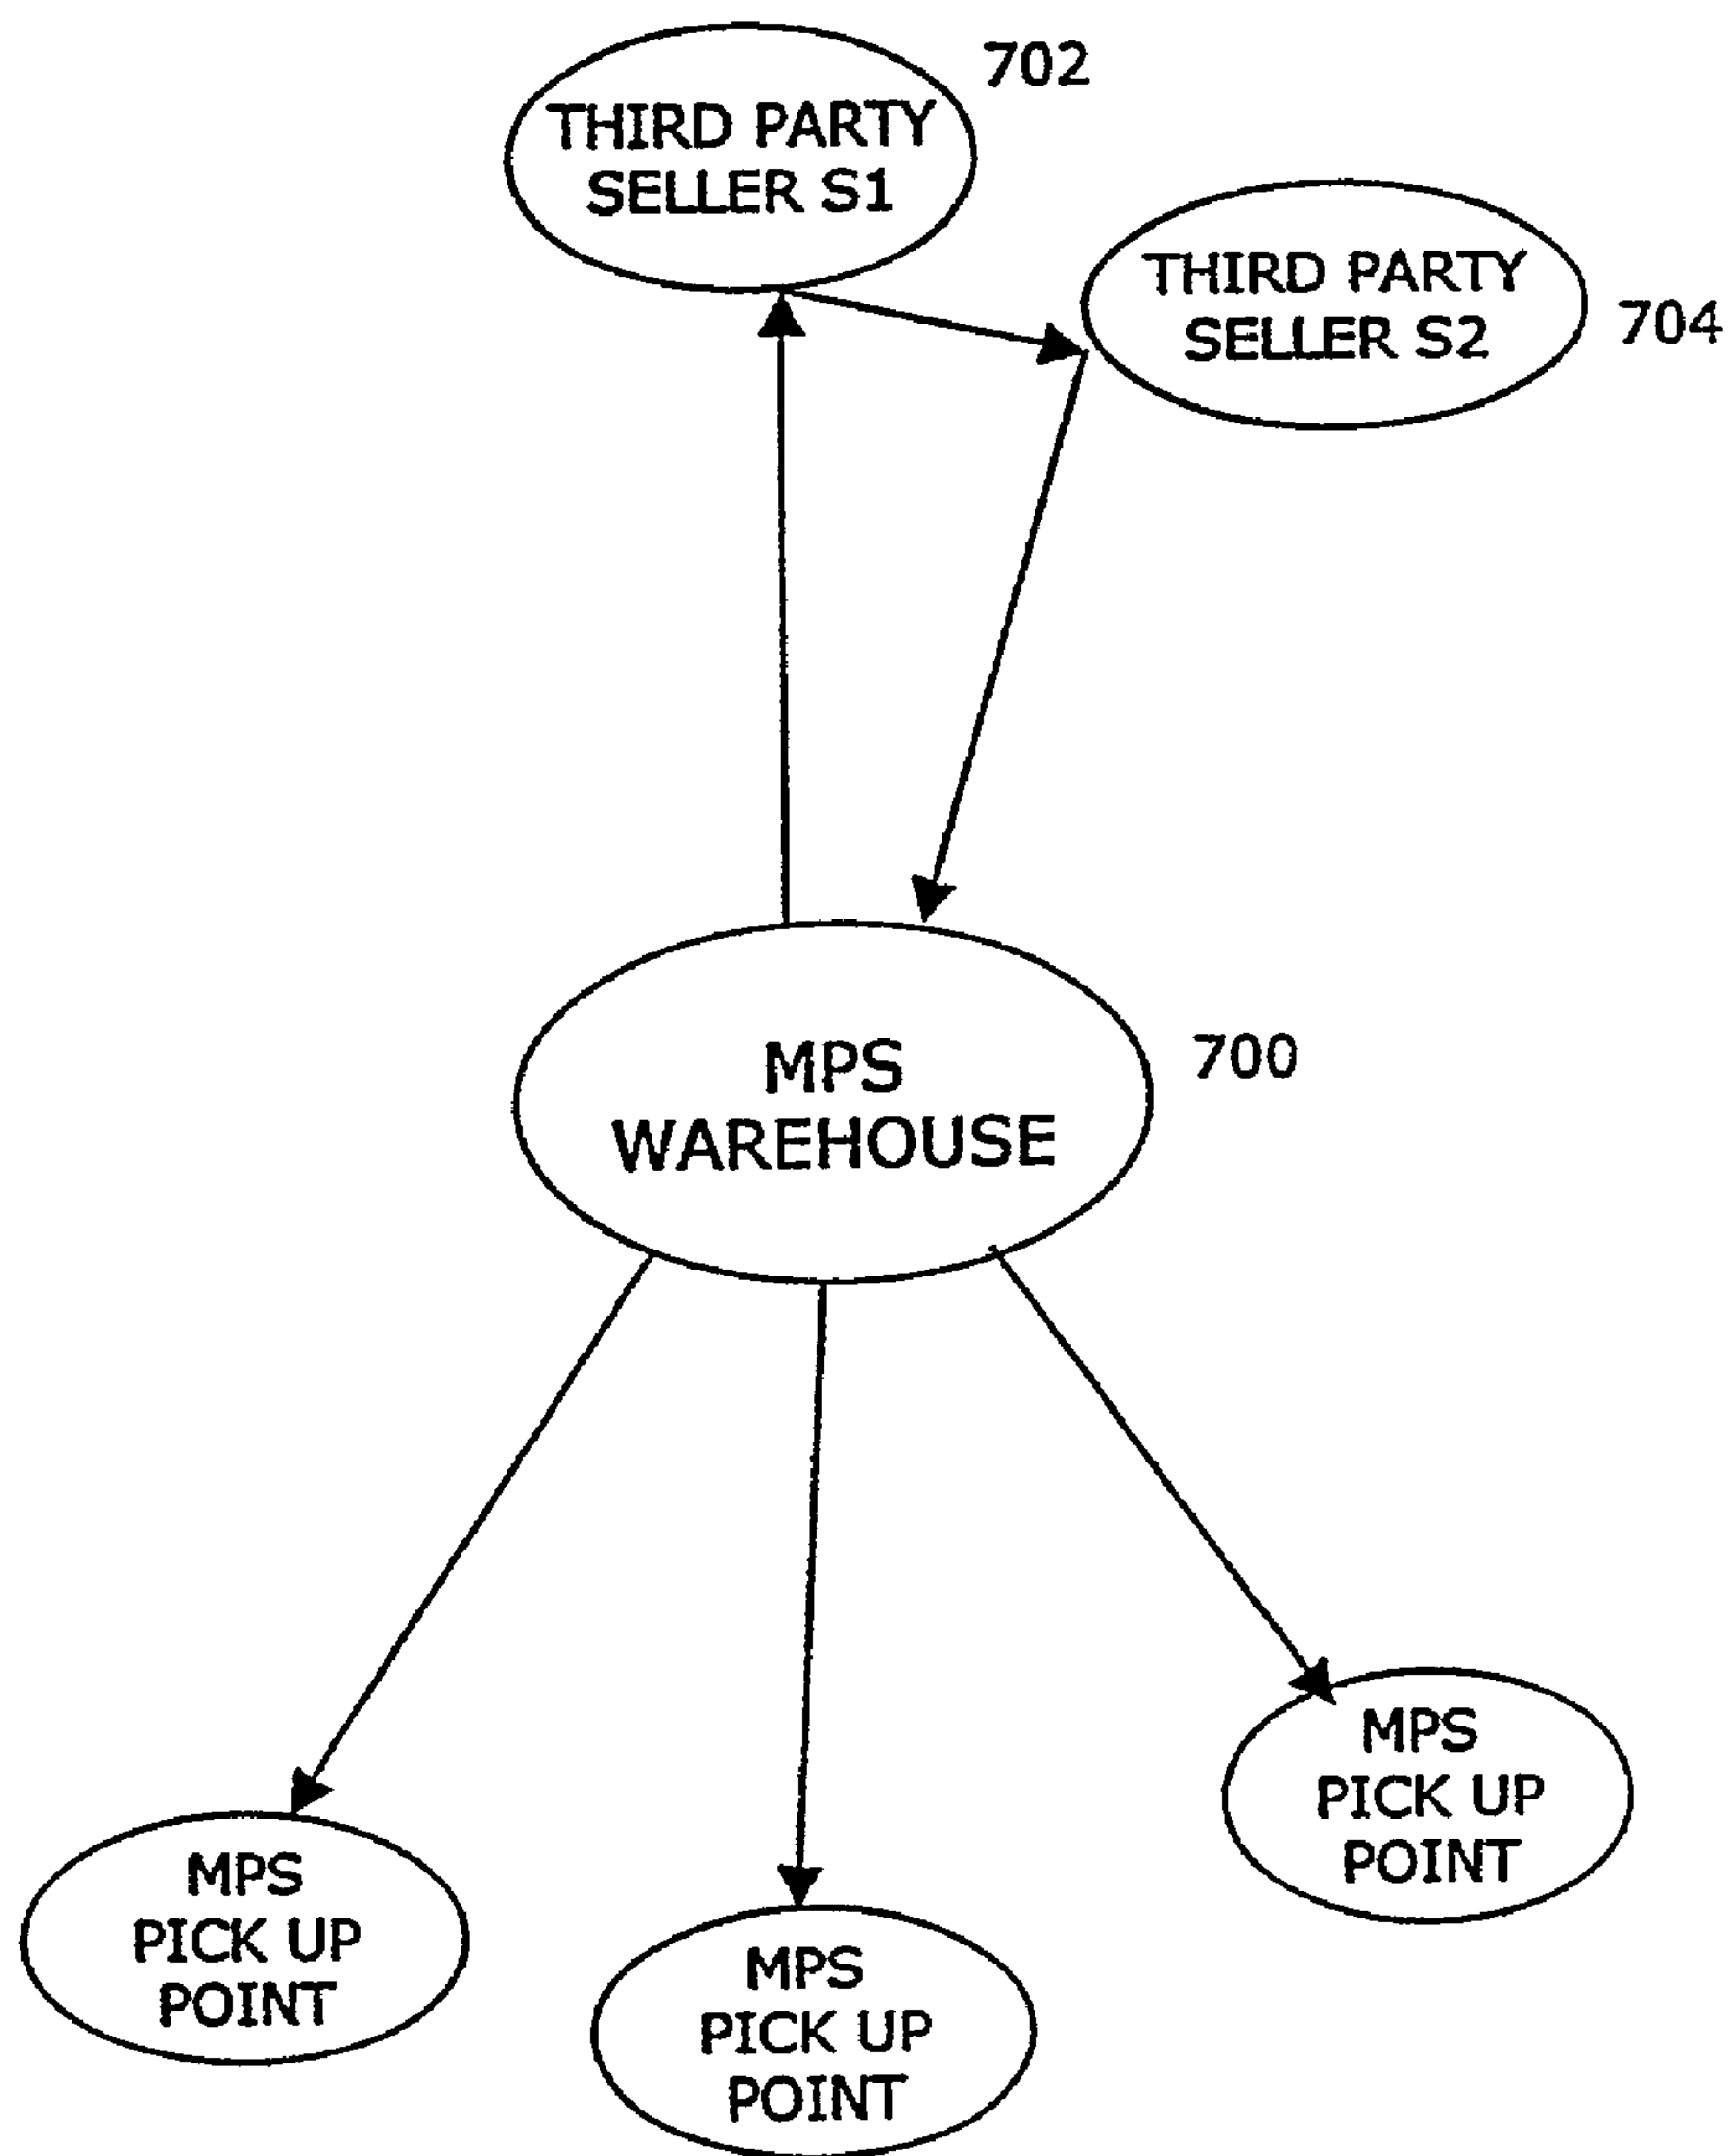 702
THIRD PARTY
SELLER S1
THIRD PARTY
SELLER S2
704
MPS
WAREHOUSE
700
MPS
PICK UP
POINT
MPS
PICK UP
POINT
MPS
PICK UP
POINT